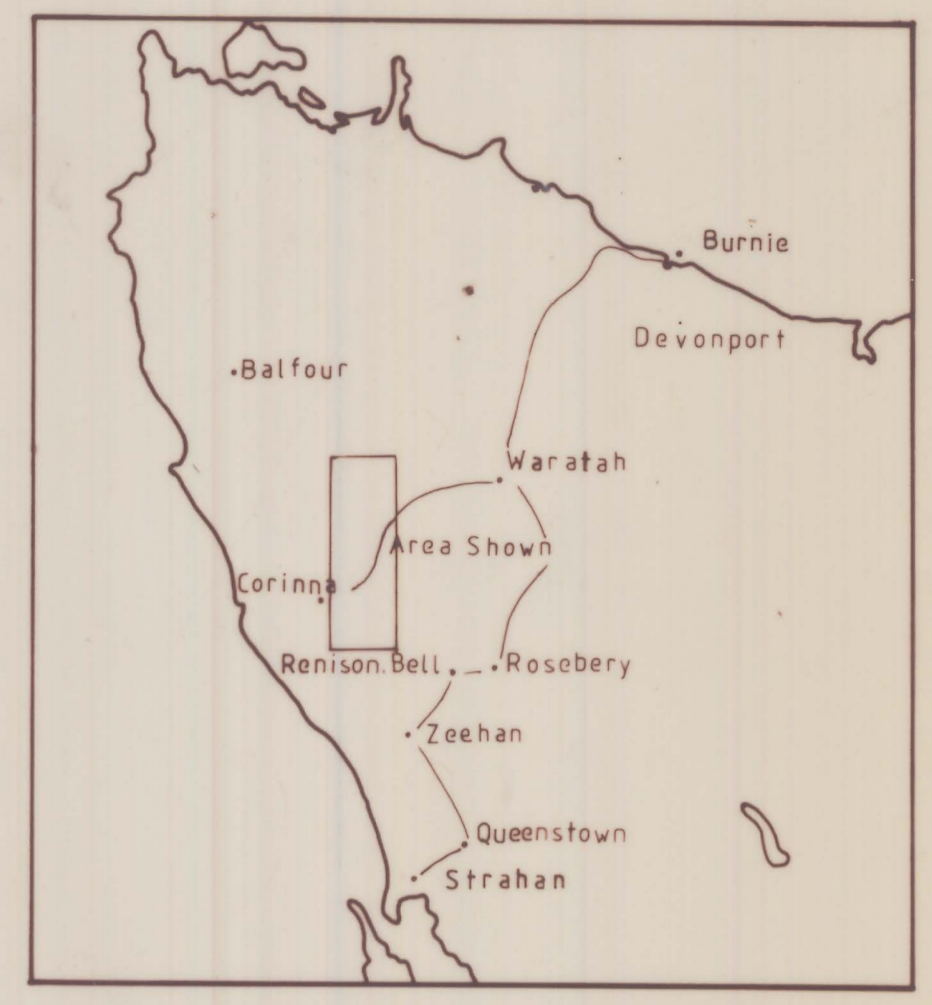 Burnie
Devonport
Balfour
Waratah
Area Shown
Corinna
Renison. Bell
Rosebery
Zeehan
Queenstown
Strahan